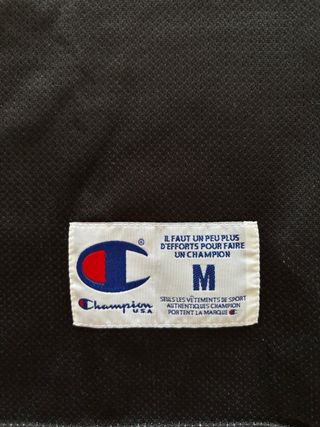 IL FAUT UN PEU PLUS
D'EFFORTS POUR FAIRE
UN CHAMPION
M
SEULS LES VÊTEMENTS DE SPORT
AUTHENTIQUES CHAMPION
PORTENT LA MARQUE C
®
Champion
USA